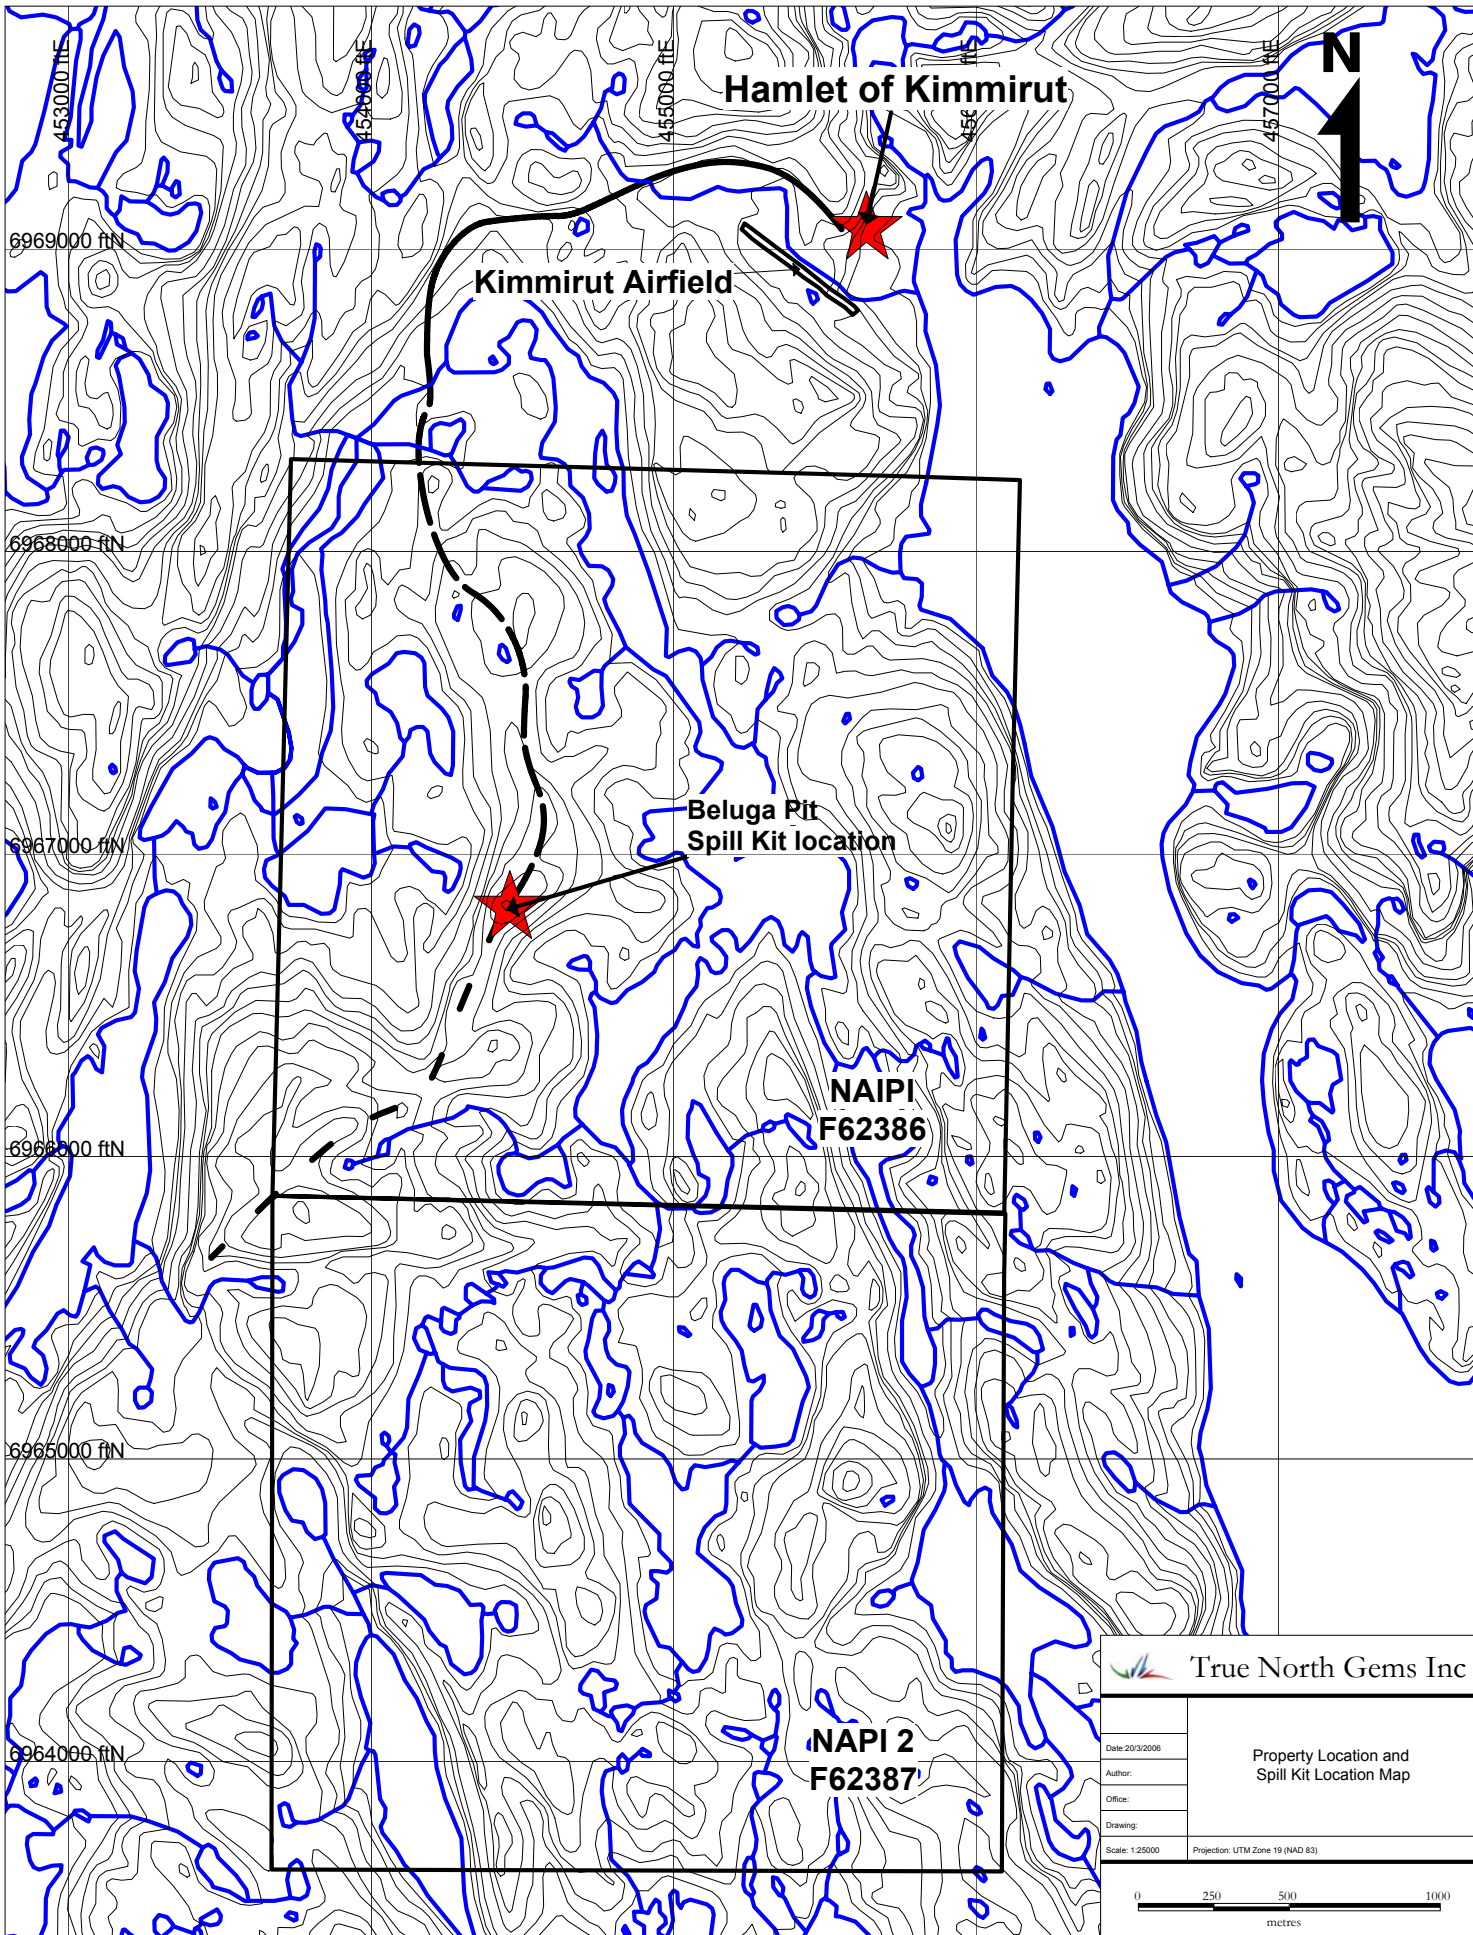 453000 ftE
454000 ftE
455000 ftE
457000 ftE
N
Hamlet of Kimmirut
6969000 ftN
Kimmirut Airfield
6968000 ftN
Beluga Pit
Spill Kit location
6967000 ftN
NAIPI
F62386
6966000 ftN
6965000 ftN
NAPI 2
F62387
6964000 ftN
True North Gems Inc
Date:20/3/2006
Author:
Office:
Drawing:
Property Location and
Spill Kit Location Map
Scale: 1:25000
Projection: UTM Zone 19 (NAD 83)
0 250 500 1000
metres